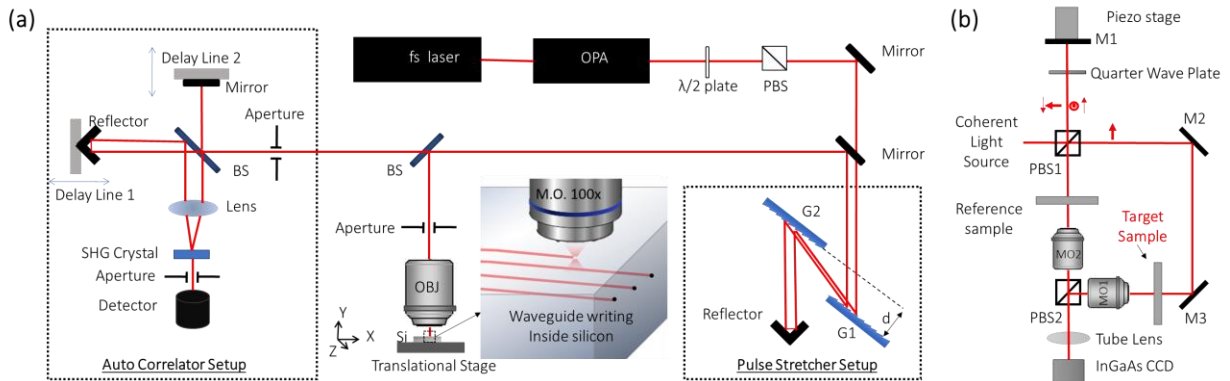 (a)
Delay Line 2
Mirror
Reflector
Aperture
BS
Delay Line 1
Lens
SHG Crystal
Aperture
Detector
Auto Correlator Setup
fs laser
OPA
λ/2 plate
PBS
Mirror
Mirror
BS
Aperture
OBJ
Si
Y
X
Z
Translational Stage
M.O. 100x
Waveguide writing
Inside silicon
G2
G1
d
Reflector
Pulse Stretcher Setup
(b)
Piezo stage
M1
Quarter Wave Plate
Coherent
Light
Source
M2
PBS1
Reference
sample
Target
Sample
MO2
MO1
PBS2
M3
Tube Lens
InGaAs CCD